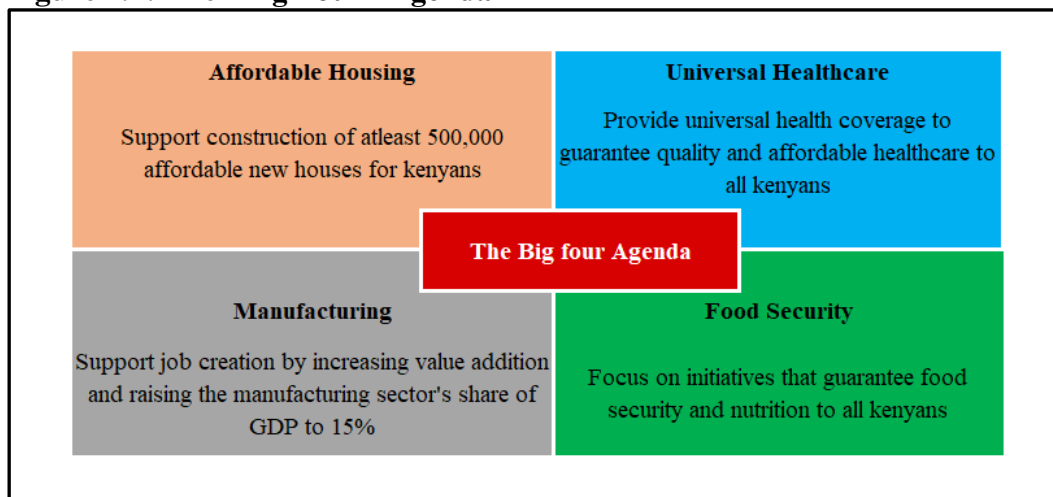 Affordable Housing
Support construction of atleast 500,000
affordable new houses for kenyans
Universal Healthcare
Provide universal health coverage to
guarantee quality and affordable healthcare to
all kenyans
The Big four Agenda
Manufacturing
Support job creation by increasing value addition
and raising the manufacturing sector's share of
GDP to 15%
Food Security
Focus on initiatives that guarantee food
security and nutrition to all kenyans